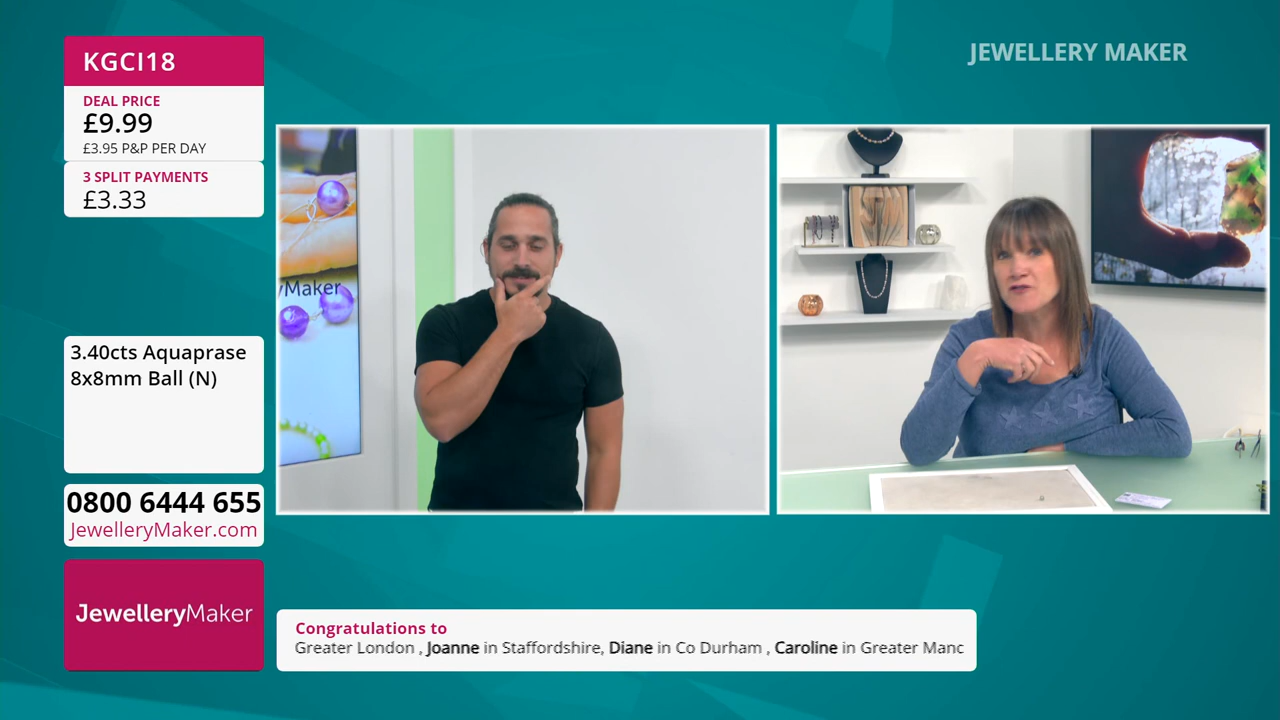 KGCI18
JEWELLERY MAKER
DEAL PRICE
£9.99
£3.95 P&P PER DAY
3 SPLIT PAYMENTS
£3.33
yMaker
3.40cts Aquaprase
8x8mm Ball (N)
0800 6444 655
JewelleryMaker.com
JewelleryMaker
Congratulations to
Greater London , Joanne in Staffordshire, Diane in Co Durham , Caroline in Greater Manc